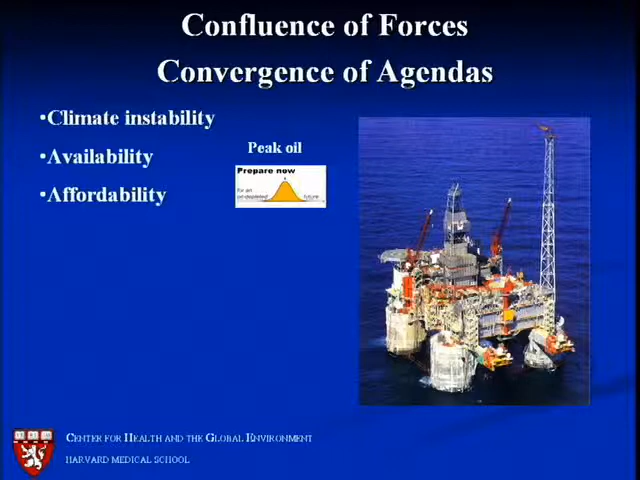 Confluence of Forces
Convergence of Agendas
•Climate instability
•Availability
•Affordability
Peak oil
Prepare now
for an
oil-depleted future
CENTER FOR HEALTH AND THE GLOBAL ENVIRONMENT
HARVARD MEDICAL SCHOOL